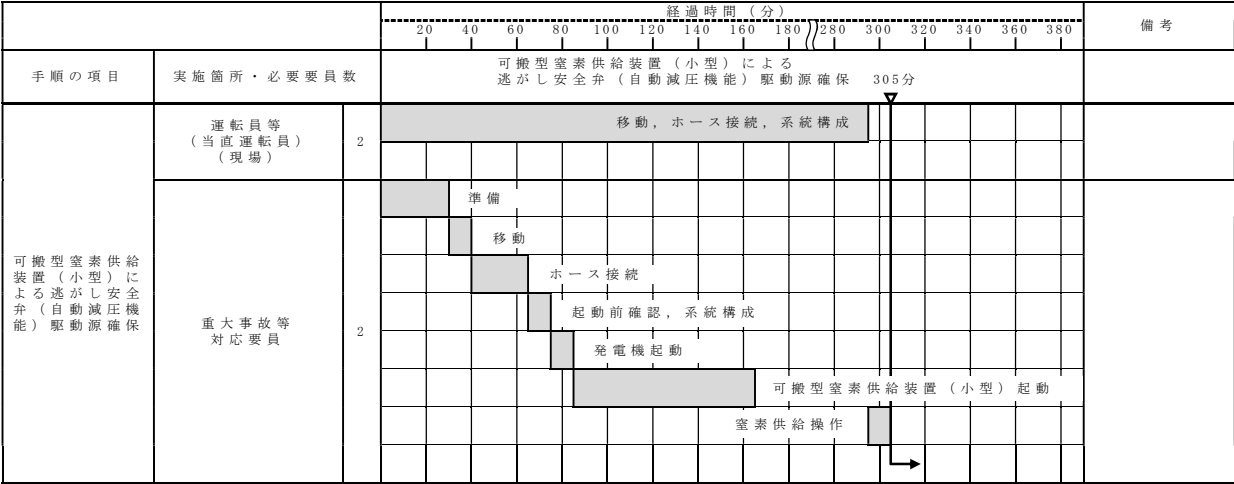 経過時間（分）
備考
20 40 60 80 100 120 140 160 280 300 320 340 360 380
手順の項目
実施箇所・必要要員数
可搬型窒素供給装置（小型）による
逃がし安全弁（自動減圧機能）駆動源確保 305分
運転員等
（当直運転員）
（現場）
2
移動，ホース接続，系統構成
可搬型窒素供給
装置（小型）に
よる逃がし安全
弁（自動減圧機
能）駆動源確保
重大事故等
対応要員
2
準備
移動
ホース接続
起動前確認，系統構成
発電機起動
可搬型窒素供給装置（小型）起動
窒素供給操作